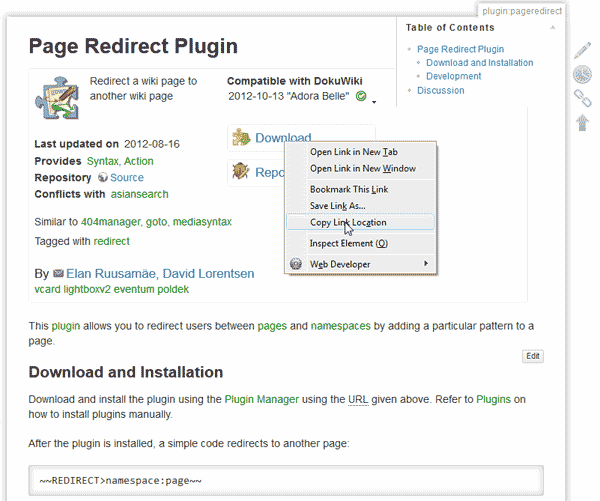 plugin:pageredirect
Page Redirect Plugin
Table of Contents
Page Redirect Plugin
Download and Installation
Development
Discussion
Redirect a wiki page to
another wiki page
Compatible with DokuWiki
2012-10-13 "Adora Belle"
Last updated on 2012-08-16
Provides Syntax, Action
Repository Source
Conflicts with asiansearch
Similar to 404manager, goto, mediasyntax
Tagged with redirect
By Elan Ruusamäe, David Lorentsen
vcard lightboxv2 eventum poldek
Download
Repo
Open Link in New Tab
Open Link in New Window
Bookmark This Link
Save Link As...
Copy Link Location
Inspect Element (Q)
Web Developer
This plugin allows you to redirect users between pages and namespaces by adding a particular pattern to a
page.
Edit
Download and Installation
Download and install the plugin using the Plugin Manager using the URL given above. Refer to Plugins on
how to install plugins manually.
After the plugin is installed, a simple code redirects to another page:
~~REDIRECT>namespace:page~~